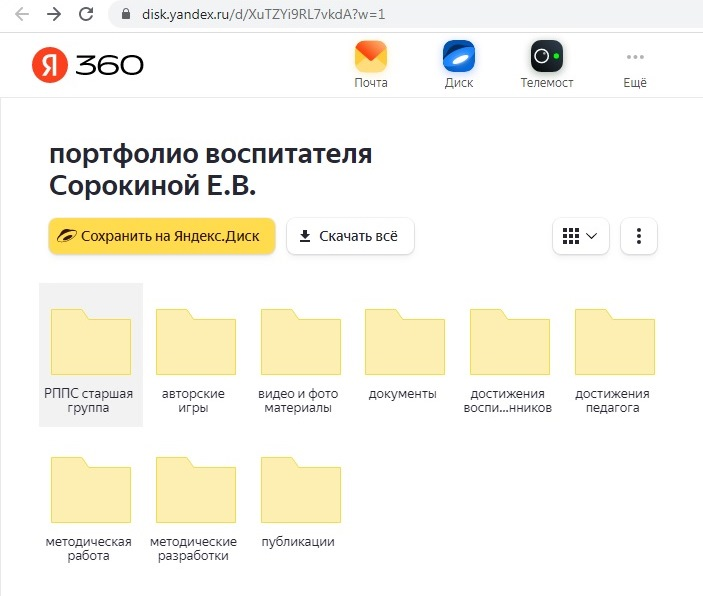 disk.yandex.ru/d/XuTZYi9RL7vkdA?w=1
Я 360
Почта
Диск
Телемост
Ещё
портфолио воспитателя
Сорокиной Е.В.
Сохранить на Яндекс.Диск
Скачать всё
РППС старшая
группа
авторские
игры
видео и фото
материалы
документы
достижения
воспи...нников
достижения
педагога
методическая
работа
методические
разработки
публикации